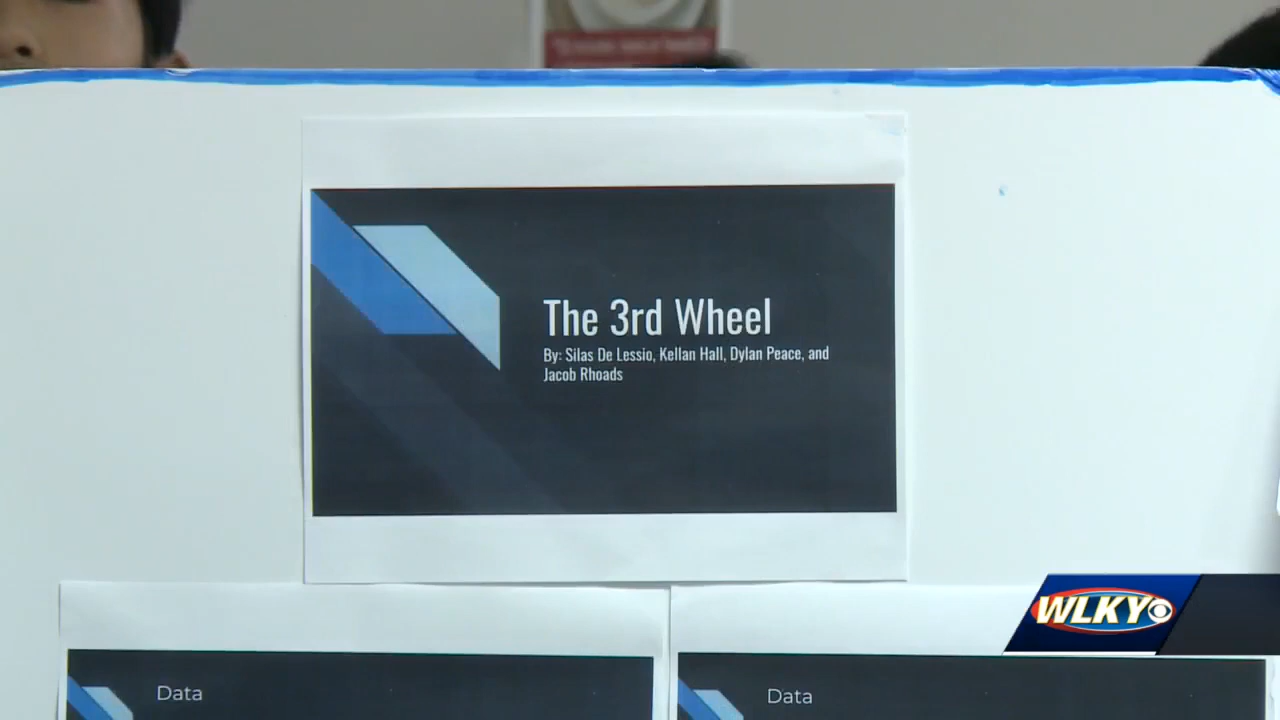 The 3rd Wheel
By: Silas De Lessio, Kellan Hall, Dylan Peace, and
Jacob Rhoads
WLKY
Data
Data